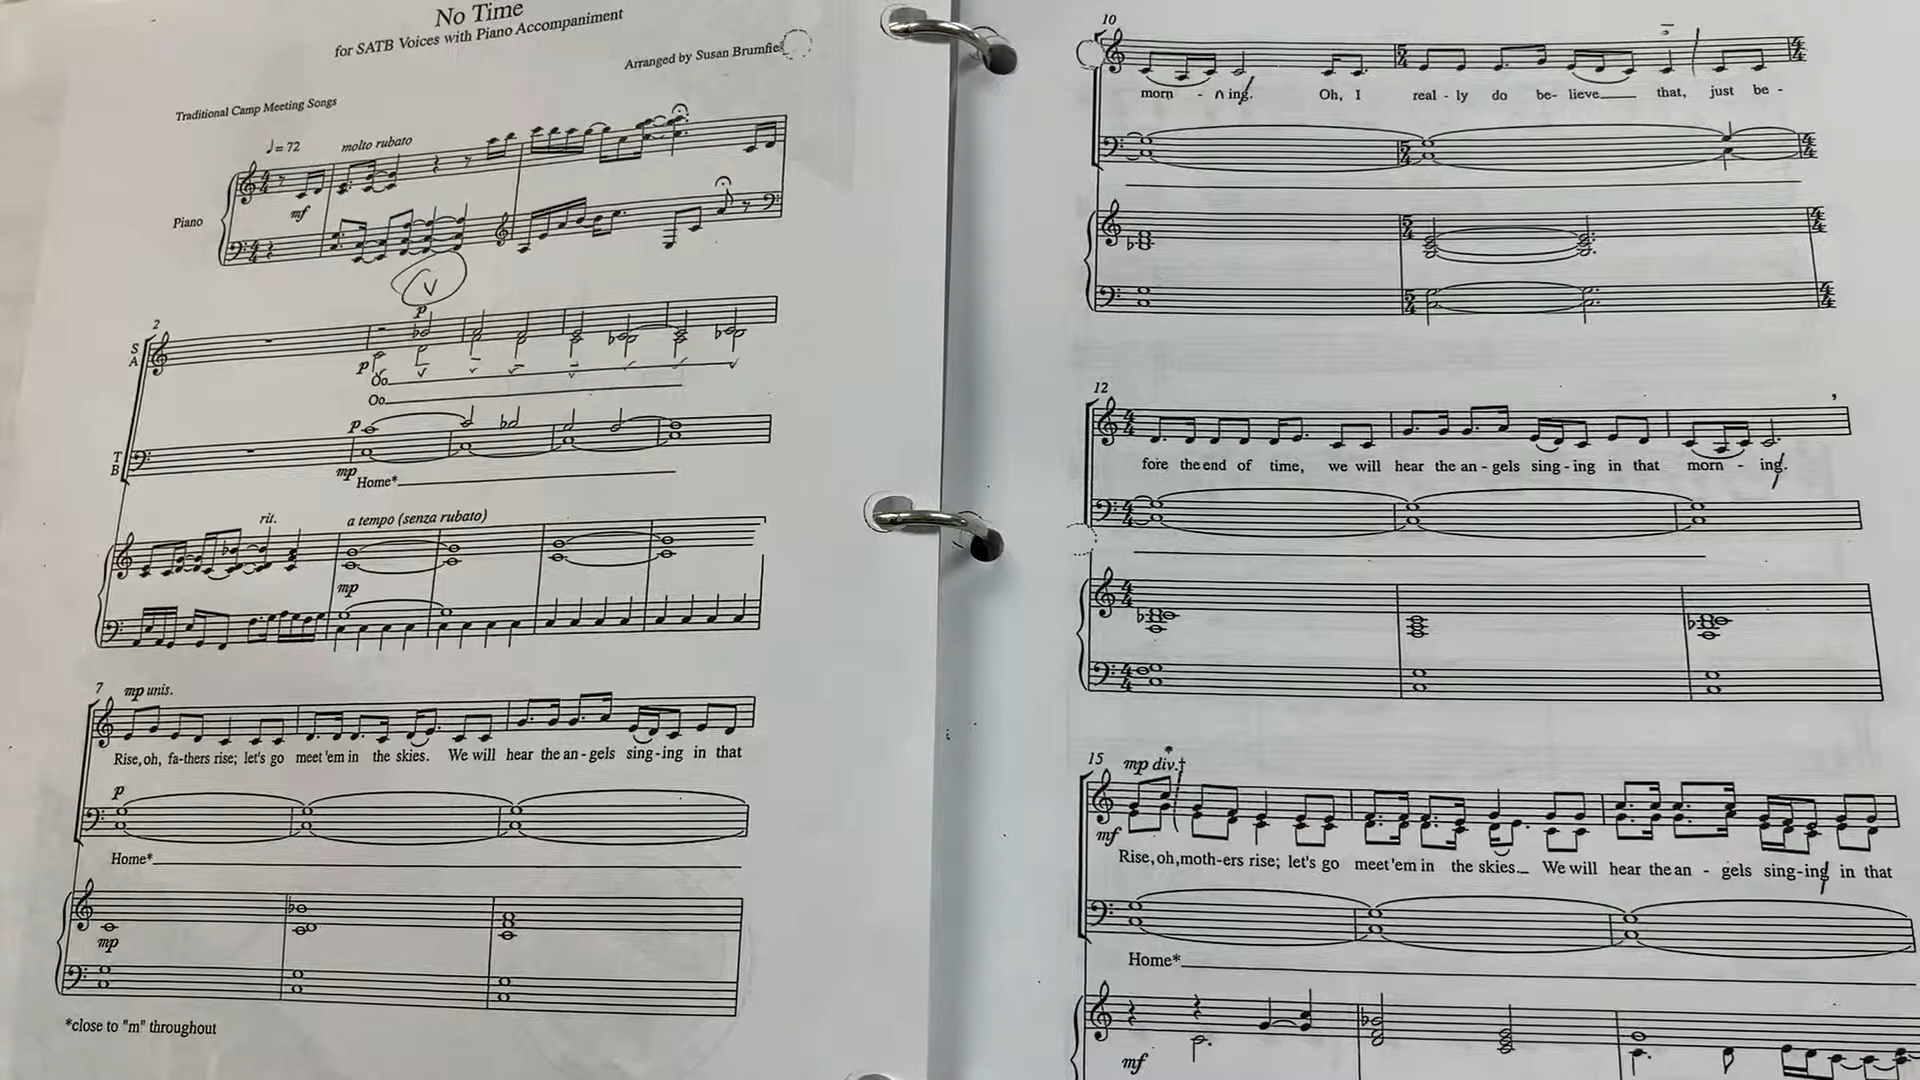 No Time
for SATB Voices with Piano Accompaniment
Arranged by Susan Brumfie
Traditional Camp Meeting Songs
♩= 72
molto rubato
mf
Piano
V
2
p
S
A
p
Oo
Oo
p
T
B
mp
Home*
rit.
a tempo (senza rubato)
mp
7
mp unis.
Rise, oh, fa-thers rise; let's go meet 'em in the skies. We will hear the an - gels sing - ing in that
p
Home*
mp
*close to "m" throughout
10
morn - ing. Oh, I real - ly do be- lieve that, just be -
12
fore the end of time, we will hear the an - gels sing - ing in that morn - ing.
15
mp div.†
mf
Rise, oh, moth-ers rise; let's go meet 'em in the skies. We will hear the an - gels sing-ing in that
Home*
mf